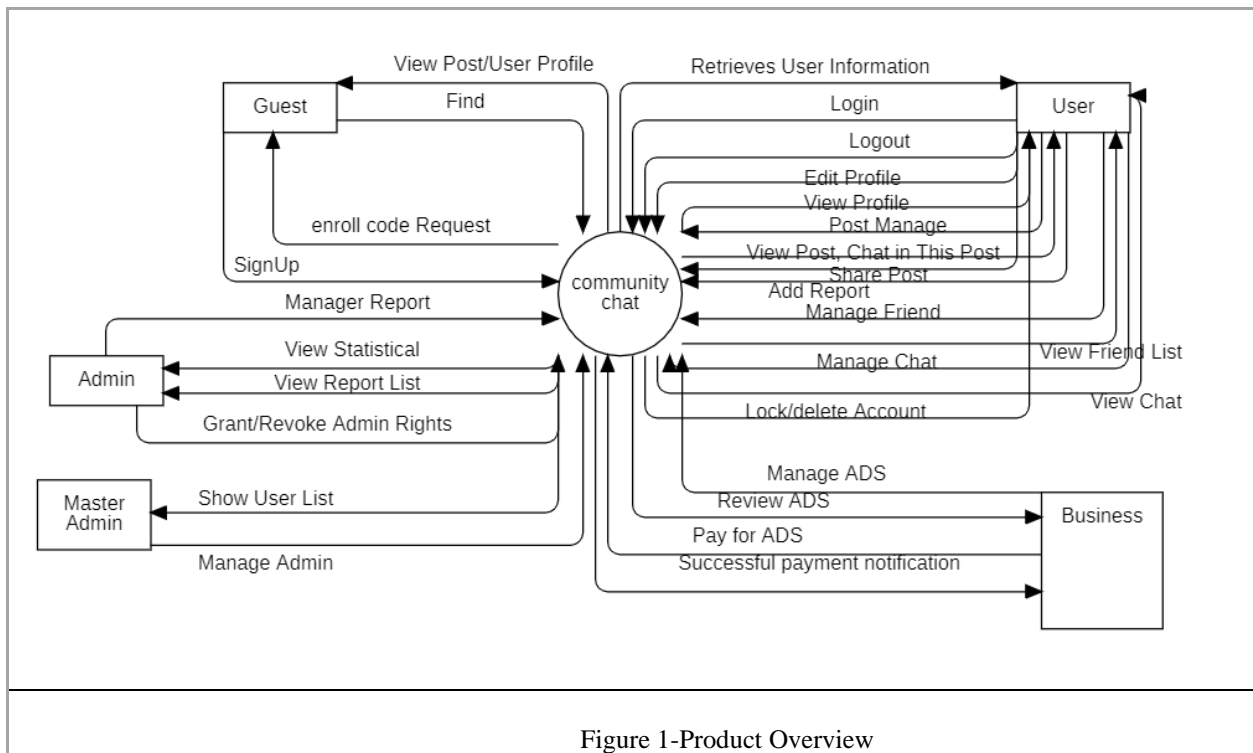 View Post/User Profile
Retrieves User Information
Guest
Find
Login
User
Logout
Edit Profile
View Profile
enroll code Request
Post Manage
View Post, Chat in This Post
SignUp
community
chat
Share Post
Add Report
Manager Report
Manage Friend
View Statistical
View Friend List
Manage Chat
Admin
View Report List
View Chat
Grant/Revoke Admin Rights
Lock/delete Account
Manage ADS
Master
Admin
Show User List
Review ADS
Business
Pay for ADS
Manage Admin
Successful payment notification
Figure 1-Product Overview